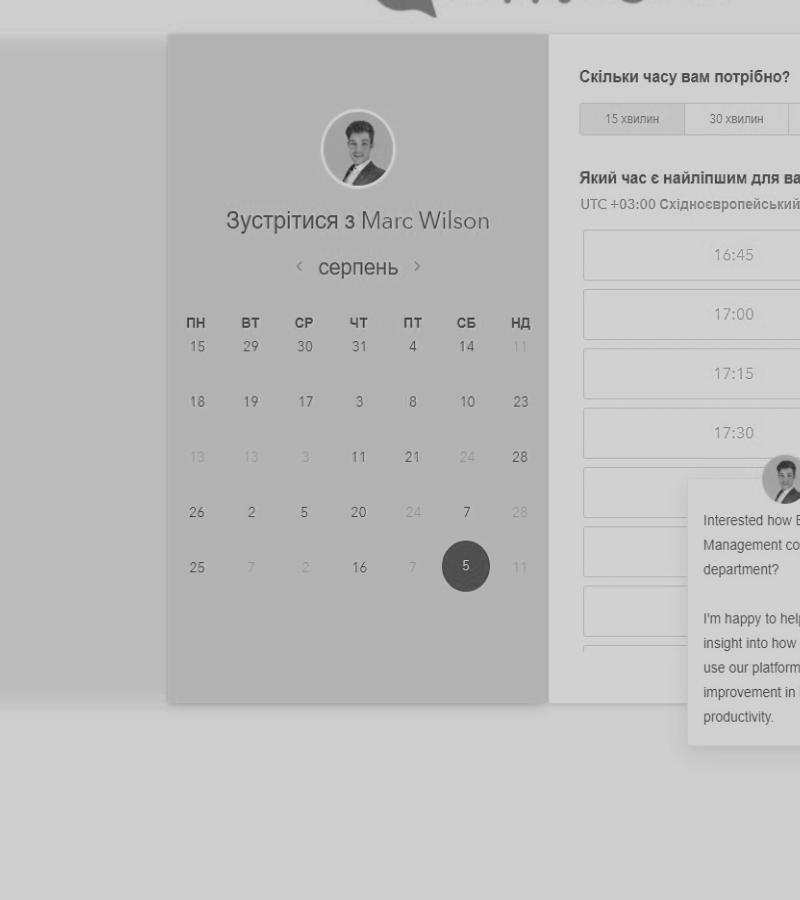 Зустрітися з Marc Wilson
серпень
ПН ВТ СР ЧТ ПТ СБ НД
15 29 30 31 4 14 11
18 19 17 3 8 10 23
13 13 3 11 21 24 28
26 2 5 20 24 7 28
25 7 2 16 7 5 11
Скільки часу вам потрібно?
15 хвилин 30 хвилин
Який час є найліпшим для ва
UTC +03:00 Східноєвропейський
16:45
17:00
17:15
17:30
Interested how
Management co
department?
I'm happy to help
insight into how
use our platform
improvement in
productivity.